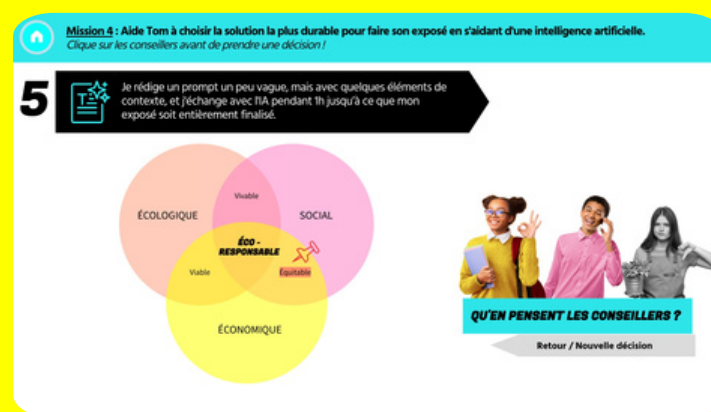 Mission 4 : Aide Tom à choisir la solution la plus durable pour faire son exposé en s'aidant d'une intelligence artificielle.
Clique sur les conseillers avant de prendre une décision !
5
Je rédige un prompt un peu vague, mais avec quelques éléments de
contexte, et j'échange avec l'IA pendant 1h jusqu'à ce que mon
exposé soit entièrement finalisé.
Vivable
ÉCOLOGIQUE
SOCIAL
ÉCO -
RESPONSABLE
Viable
Équitable
ÉCONOMIQUE
QU'EN PENSENT LES CONSEILLERS ?
Retour / Nouvelle décision